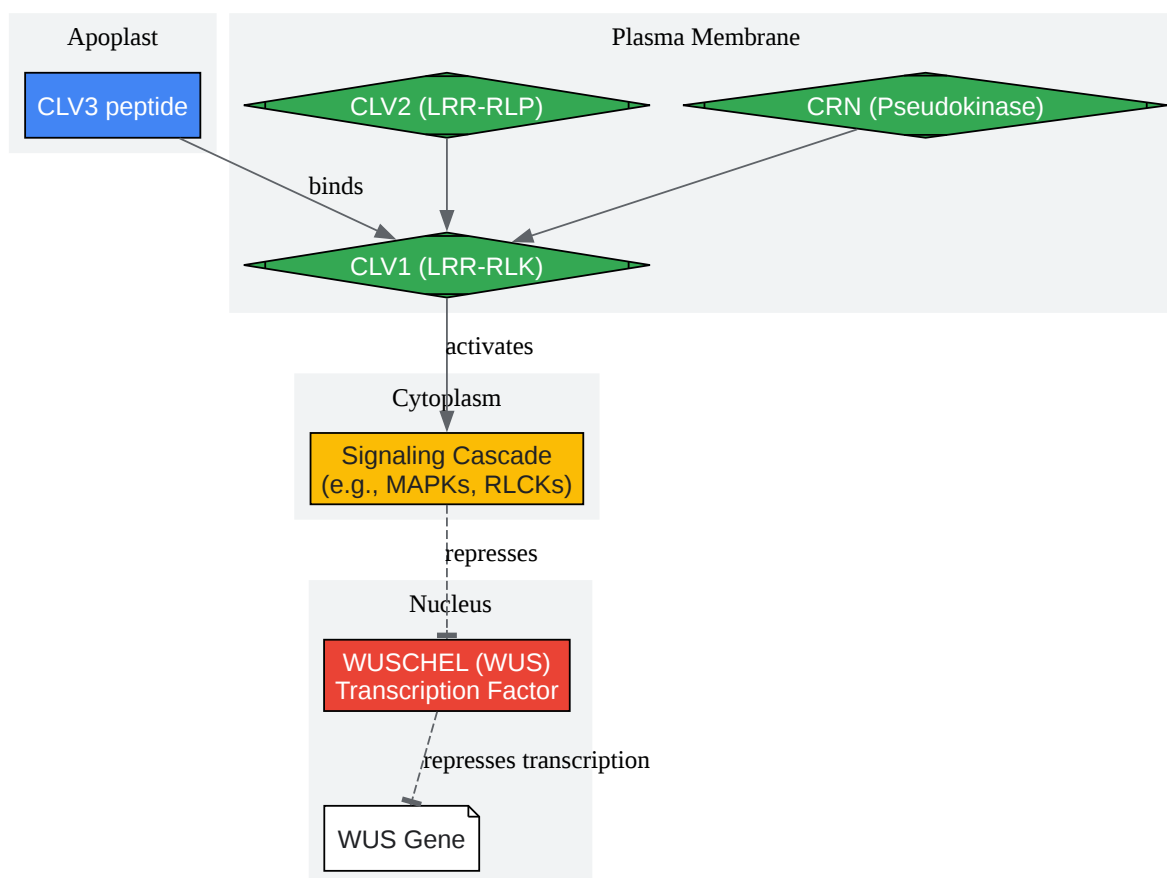 Apoplast
Plasma Membrane
CLV3 peptide
CLV2 (LRR-RLP)
CRN (Pseudokinase)
binds
CLV1 (LRR-RLK)
activates
Cytoplasm
Signaling Cascade
(e.g., MAPKs, RLCKs)
represses
Nucleus
WUSCHEL (WUS)
Transcription Factor
represses transcription
WUS Gene